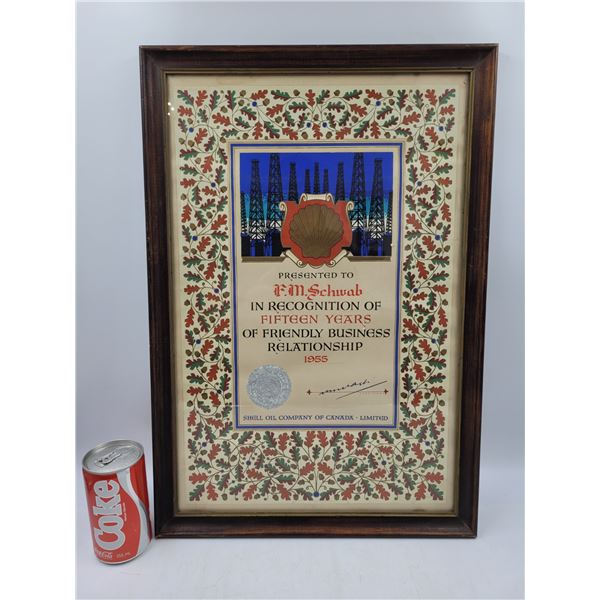 PRESENTED TO
F.M. Schwab
IN RECOGNITION OF
FIFTEEN YEARS
OF FRIENDLY BUSINESS
RELATIONSHIP
1955
SHELL OIL COMPANY OF CANADA · LIMITED
Coke